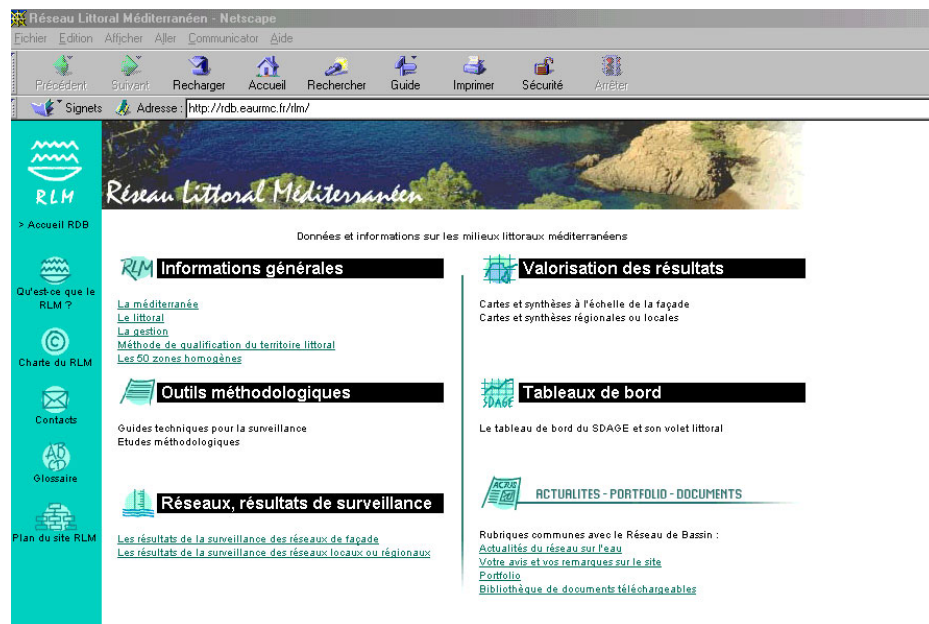 Réseau Littoral Méditerranéen - Netscape
Fichier Edition Afficher Aller Communicator Aide
Précédent Suivant Recharger Accueil Rechercher Guide Imprimer Sécurité Arrêter
Signets Adresse : http://rdb.eaurmc.fr/rlm/
RLM
Réseau Littoral Méditerranéen
> Accueil RDB
Données et informations sur les milieux littoraux méditerranéens
RLM Informations générales
Valorisation des résultats
Qu'est-ce que le
RLM ?
La méditerranée
Le littoral
La gestion
Méthode de qualification du territoire littoral
Les 50 zones homogènes
Cartes et synthèses à l'échelle de la façade
Cartes et synthèses régionales ou locales
©
Charte du RLM
Outils méthodologiques
SDAGE Tableaux de bord
Contacts
Guides techniques pour la surveillance
Etudes méthodologiques
Le tableau de bord du SDAGE et son volet littoral
AB
CD
Glossaire
Réseaux, résultats de surveillance
ACTUALITES - PORTFOLIO - DOCUMENTS
Plan du site RLM
Les résultats de la surveillance des réseaux de façade
Les résultats de la surveillance des réseaux locaux ou régionaux
Rubriques communes avec le Réseau de Bassin :
Actualités du réseau sur l'eau
Votre avis et vos remarques sur le site
Portfolio
Bibliothèque de documents téléchargeables